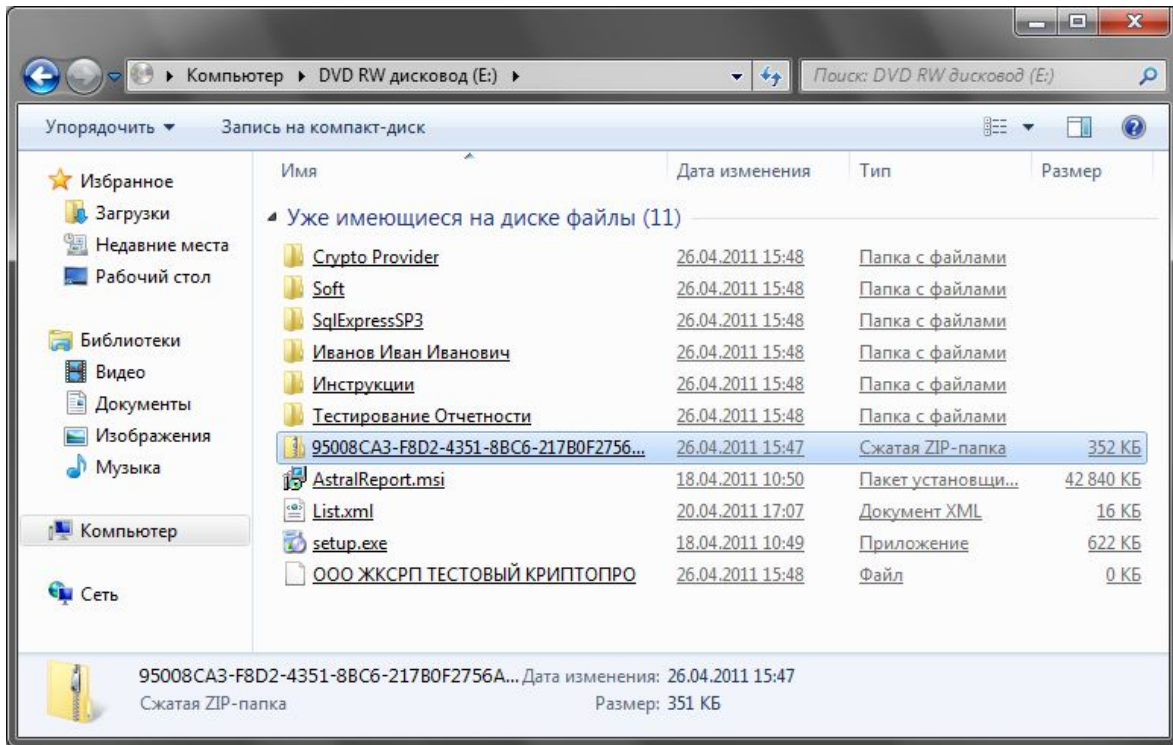 Компьютер ▸ DVD RW дисковод (E:) ▸ Поиск: DVD RW дисковод (E:)
Упорядочить Запись на компакт-диск
Избранное
Загрузки
Недавние места
Рабочий стол
Библиотеки
Видео
Документы
Изображения
Музыка
Компьютер
Сеть
Имя Дата изменения Тип Размер
Уже имеющиеся на диске файлы (11)
Crypto Provider 26.04.2011 15:48 Папка с файлами
Soft 26.04.2011 15:48 Папка с файлами
SqlExpressSP3 26.04.2011 15:48 Папка с файлами
Иванов Иван Иванович 26.04.2011 15:48 Папка с файлами
Инструкции 26.04.2011 15:48 Папка с файлами
Тестирование Отчетности 26.04.2011 15:48 Папка с файлами
95008CA3-F8D2-4351-8BC6-217B0F2756... 26.04.2011 15:47 Сжатая ZIP-папка 352 КБ
AstralReport.msi 18.04.2011 10:50 Пакет установщи... 42 840 КБ
List.xml 20.04.2011 17:07 Документ XML 16 КБ
setup.exe 18.04.2011 10:49 Приложение 622 КБ
ООО ЖКСРП ТЕСТОВЫЙ КРИПТОПРО 26.04.2011 15:48 Файл 0 КБ
95008CA3-F8D2-4351-8BC6-217B0F2756A... Дата изменения: 26.04.2011 15:47
Сжатая ZIP-папка Размер: 351 КБ